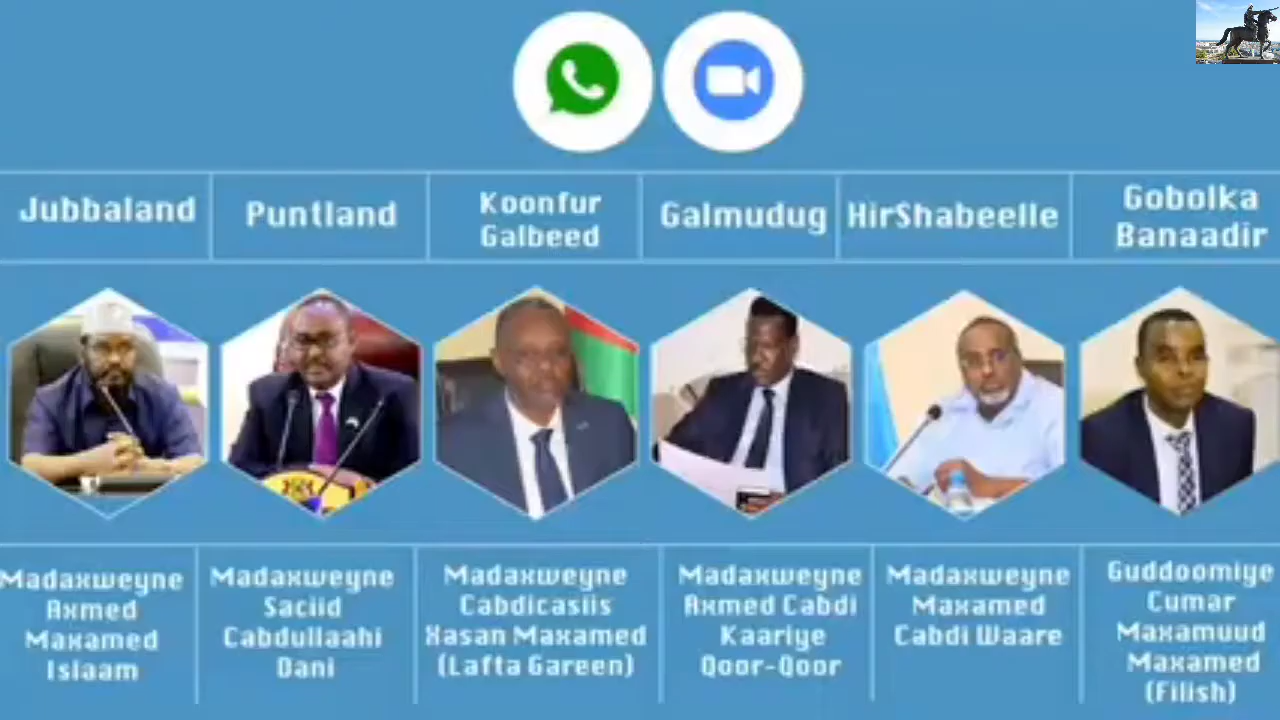 Jubbaland
Puntland
Koonfur
Galbeed
Galmudug
HirShabeelle
Gobolka
Banaadir
Madaxweyne
Axmed
Maxamed
Islaam
Madaxweyne
Saciid
Cabdullaahi
Dani
Madaxweyne
Cabdicasiis
Xasan Maxamed
(Lafta Gareen)
Madaxweyne
Axmed Cabdi
Kaariye
Qoor-Qoor
Madaxweyne
Maxamed
Cabdi Waare
Guddoomiye
Cumar
Maxamuud
Maxamed
(Filish)